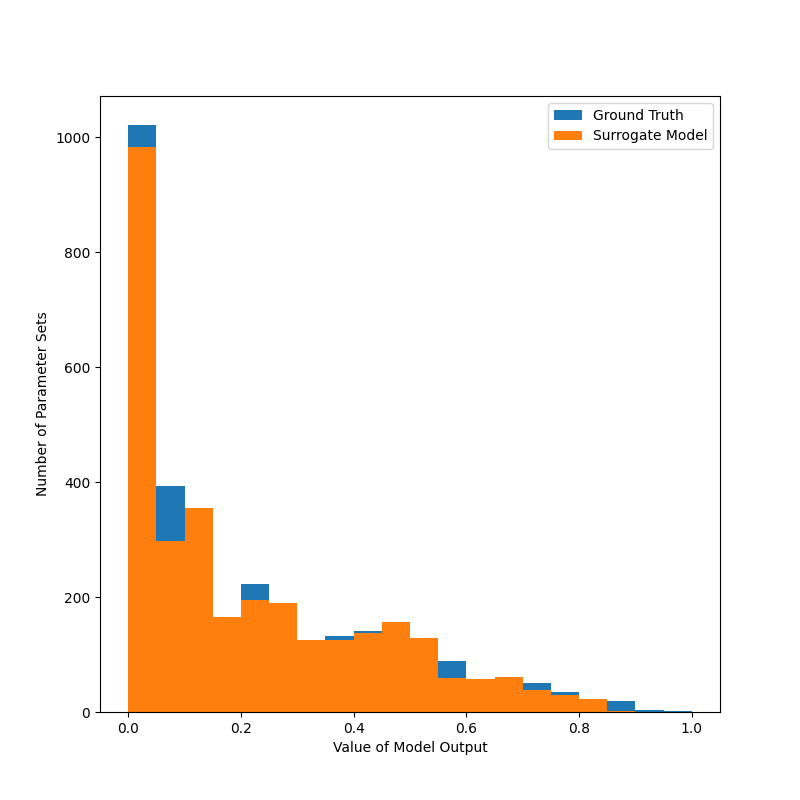 Ground Truth
Surrogate Model
1000
800
600
400
200
0
Number of Parameter Sets
0.0 0.2 0.4 0.6 0.8 1.0
Value of Model Output